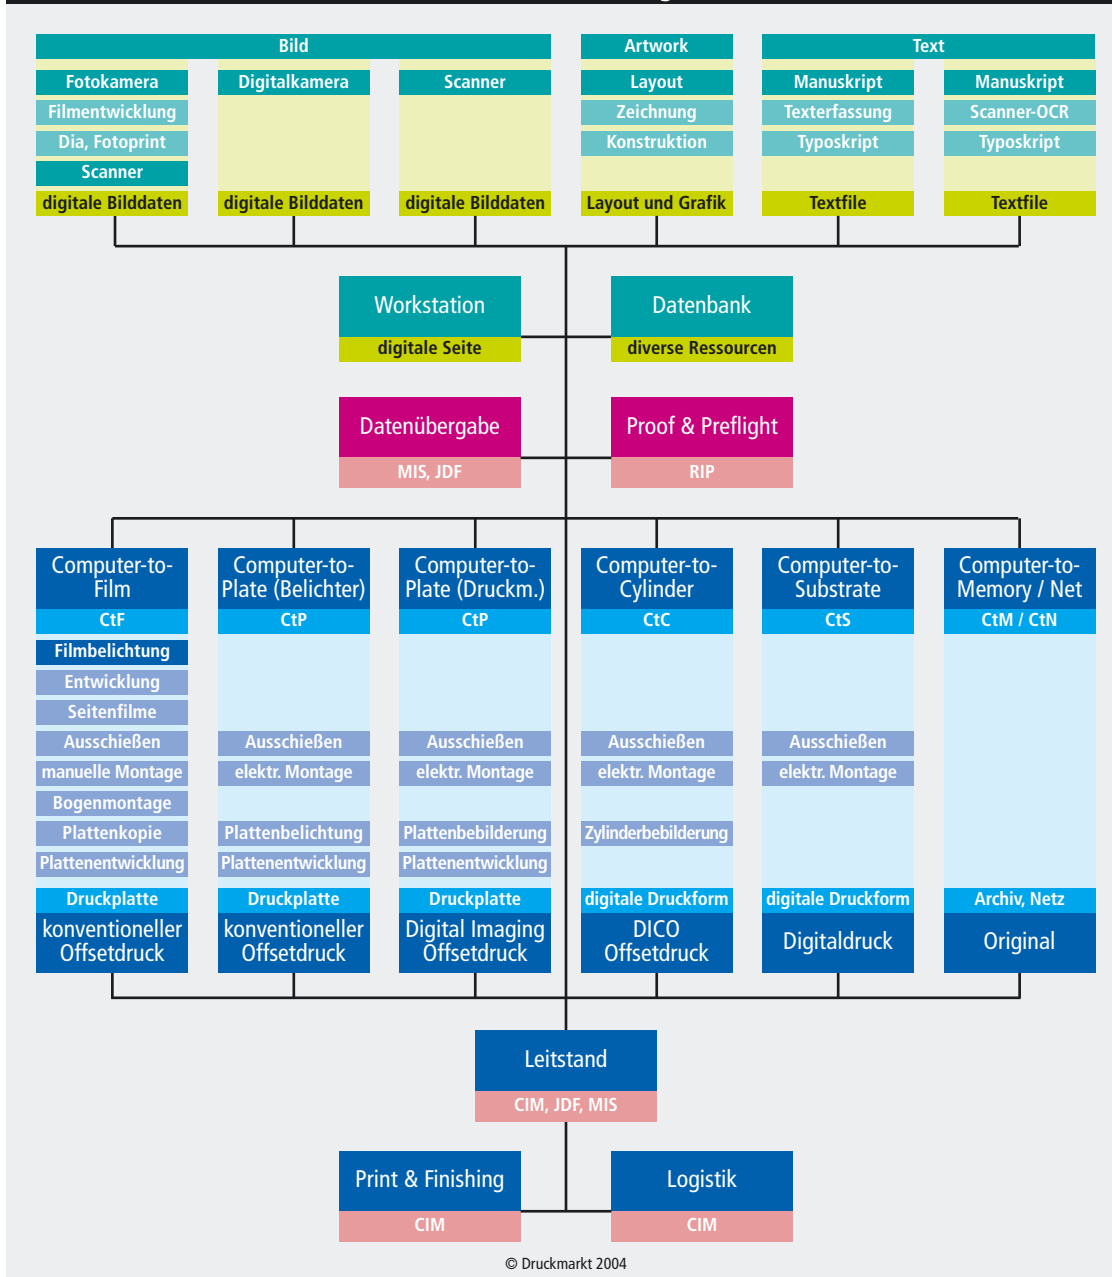 Bild
Artwork
Text
Fotokamera
Filmentwicklung
Dia, Fotoprint
Scanner
digitale Bilddaten
Digitalkamera
digitale Bilddaten
Scanner
digitale Bilddaten
Layout
Zeichnung
Konstruktion
Layout und Grafik
Manuskript
Texterfassung
Typoskript
Textfile
Manuskript
Scanner-OCR
Typoskript
Textfile
Workstation
digitale Seite
Datenbank
diverse Ressourcen
Datenübergabe
MIS, JDF
Proof & Preflight
RIP
Computer-to-
Film
CtF
Filmbelichtung
Entwicklung
Seitenfilme
Ausschießen
manuelle Montage
Bogenmontage
Plattenkopie
Plattenentwicklung
Druckplatte
konventioneller
Offsetdruck
Computer-to-
Plate (Belichter)
CtP
Ausschießen
elektr. Montage
Plattenbelichtung
Plattenentwicklung
Druckplatte
konventioneller
Offsetdruck
Computer-to-
Plate (Druckm.)
CtP
Ausschießen
elektr. Montage
Plattenbebilderung
Plattenentwicklung
Druckplatte
Digital Imaging
Offsetdruck
Computer-to-
Cylinder
CtC
Ausschießen
elektr. Montage
Zylinderbebilderung
digitale Druckform
DICO
Offsetdruck
Computer-to-
Substrate
CtS
Ausschießen
elektr. Montage
digitale Druckform
Digitaldruck
Computer-to-
Memory / Net
CtM / CtN
Archiv, Netz
Original
Leitstand
CIM, JDF, MIS
Print & Finishing
CIM
Logistik
CIM
© Druckmarkt 2004